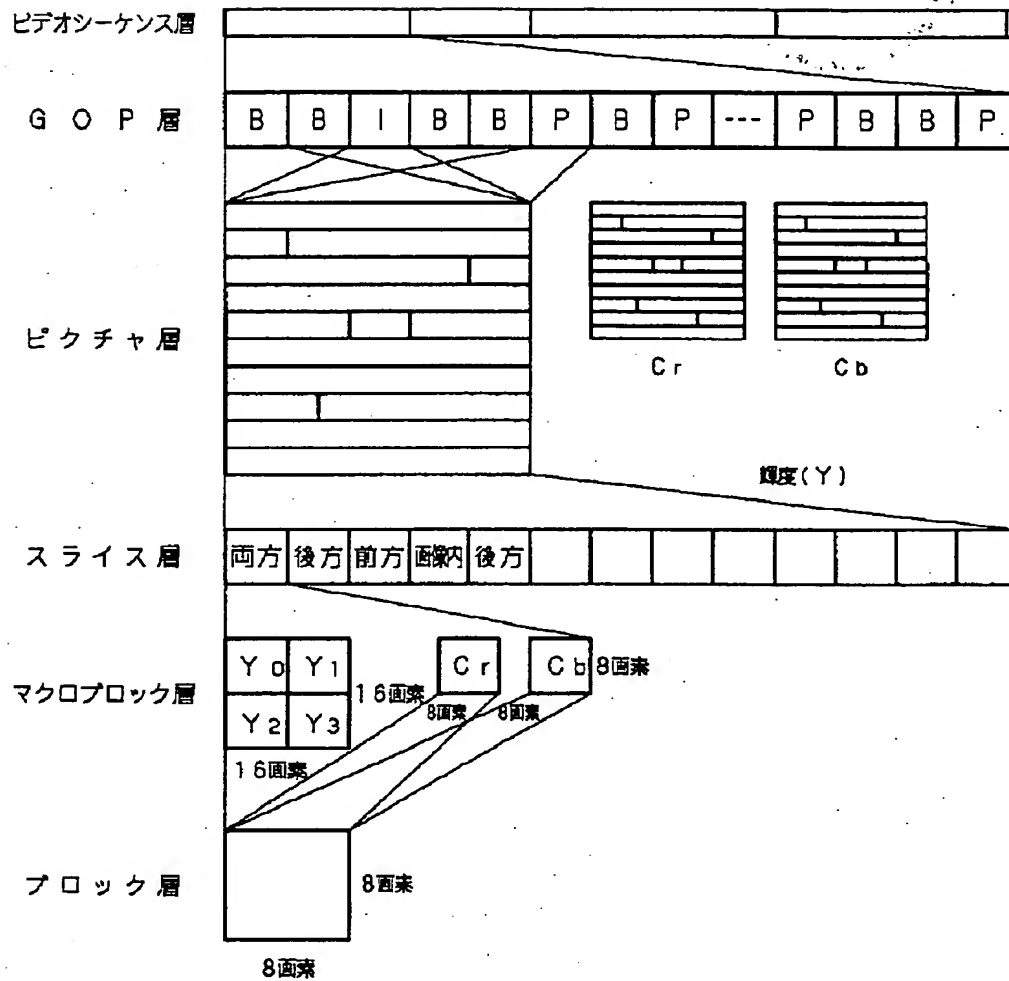 ビデオシーケンス層
GOP層 B B I B B P B P --- P B B P
ピクチャ層
Cr Cb
輝度(Y)
スライス層 両方 後方 前方 画像内 後方
マクロブロック層
Y0 Y1 Cr Cb 8画素
16画素 8画素 8画素
Y2 Y3
16画素
ブロック層 8画素
8画素